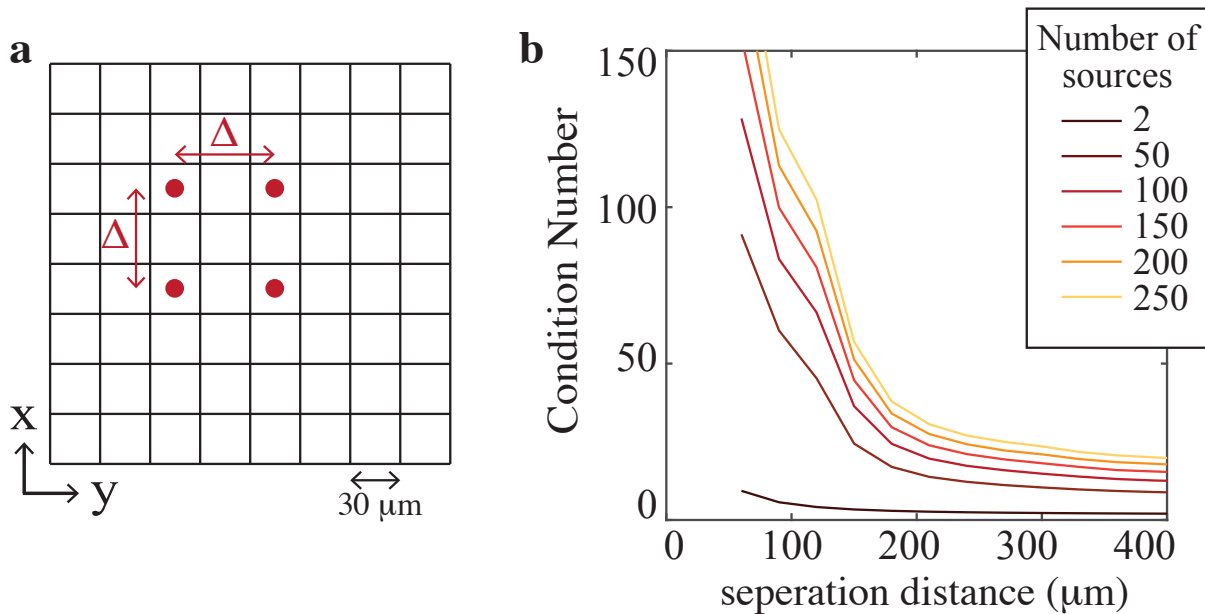 a
Δ
Δ
x
y
30 μm
b
Number of
sources
2
50
100
150
200
250
Condition Number
150
100
50
0
0 100 200 300 400
seperation distance (μm)